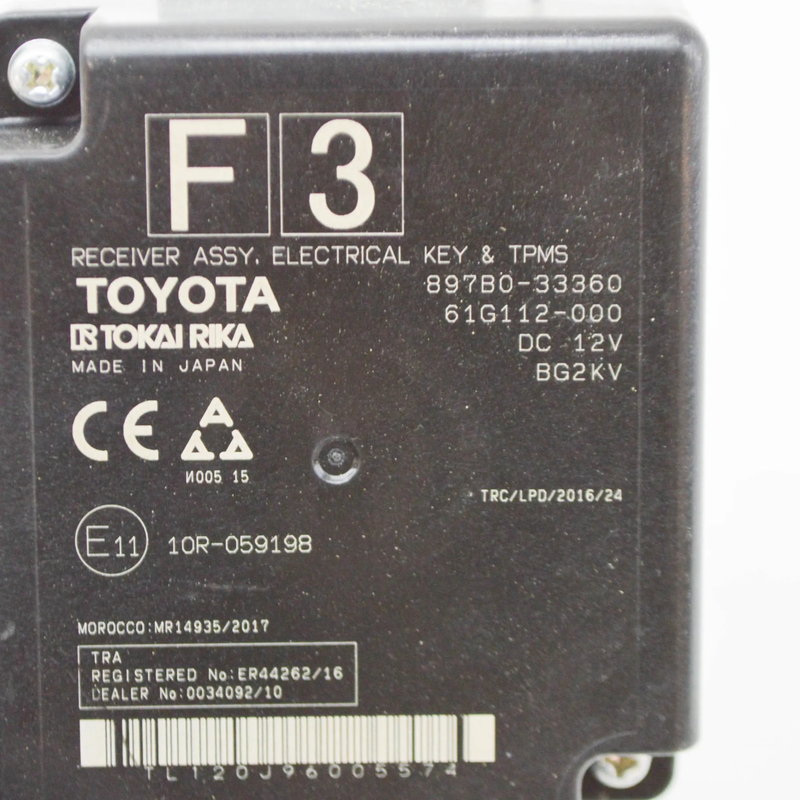 F 3
RECEIVER ASSY, ELECTRICAL KEY & TPMS
TOYOTA 897B0-33360
TOKAI RIKA 61G112-000
MADE IN JAPAN DC 12V
BG2KV
CE AAA
И005 15
TRC/LPD/2016/24
E11 10R-059198
MOROCCO:MR14935/2017
TRA
REGISTERED No:ER44262/16
DEALER No:0034092/10
TL120J96005574